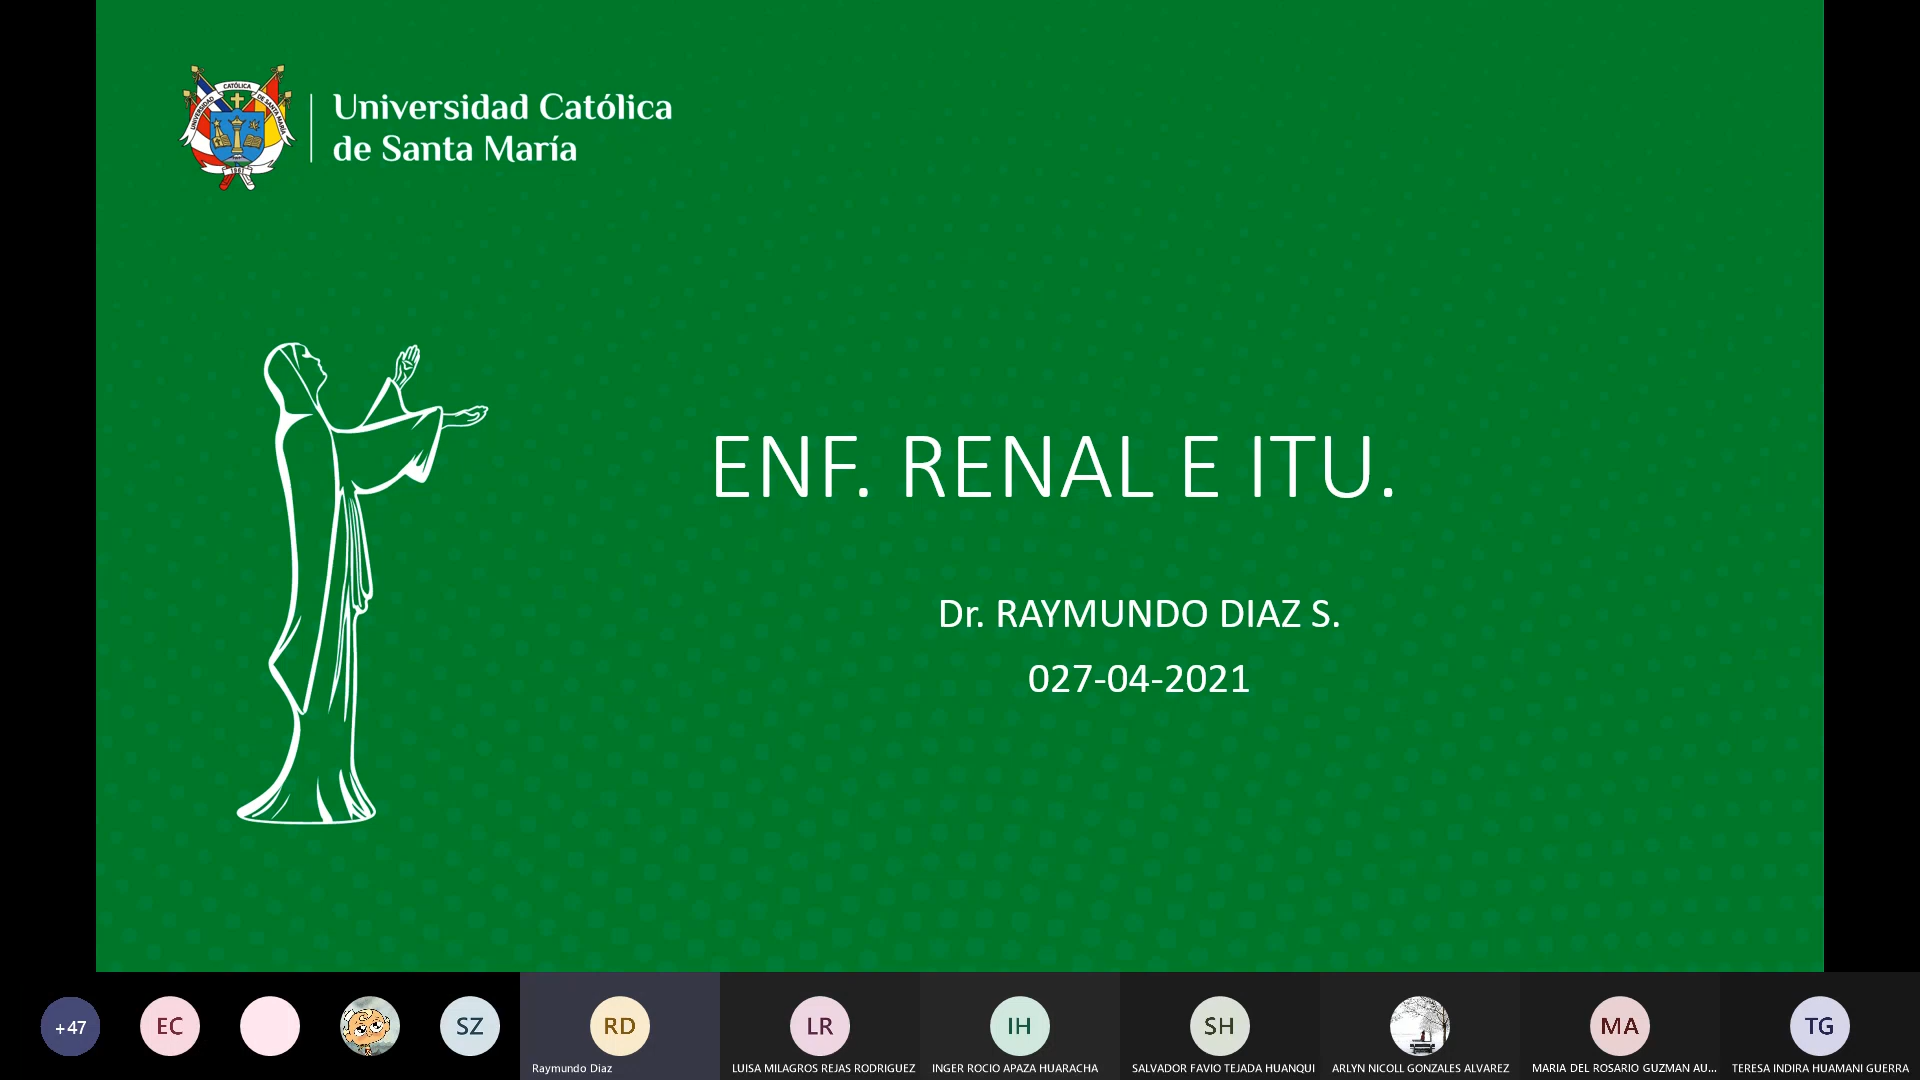 Universidad Católica
de Santa María
ENF. RENAL E ITU.
Dr. RAYMUNDO DIAZ S.
027-04-2021
+47
EC
SZ
RD
LR
IH
SH
MA
TG
Raymundo Diaz
LUISA MILAGROS REJAS RODRIGUEZ
INGER ROCIO APAZA HUARACHA
SALVADOR FAVIO TEJADA HUANQUI
ARLYN NICOLL GONZALES ALVAREZ
MARIA DEL ROSARIO GUZMAN AU...
TERESA INDIRA HUAMANI GUERRA